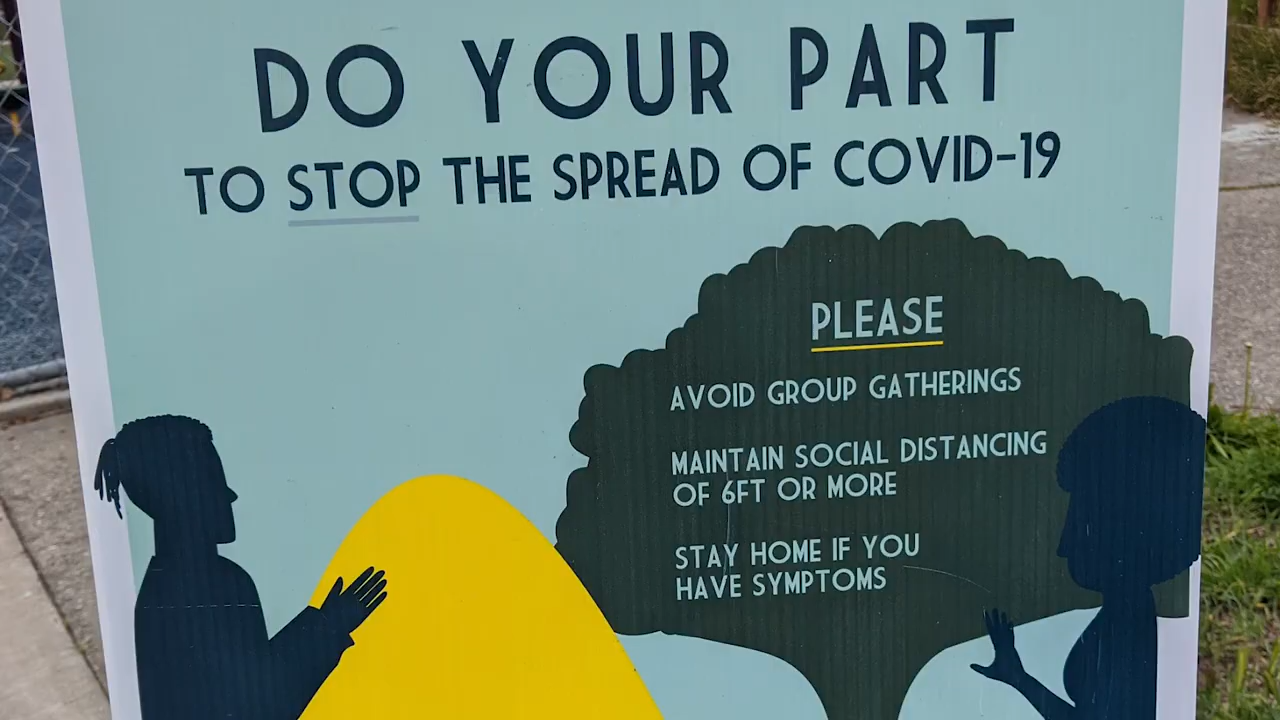 DO YOUR PART
TO STOP THE SPREAD OF COVID-19
PLEASE
AVOID GROUP GATHERINGS
MAINTAIN SOCIAL DISTANCING
OF 6FT OR MORE
STAY HOME IF YOU
HAVE SYMPTOMS